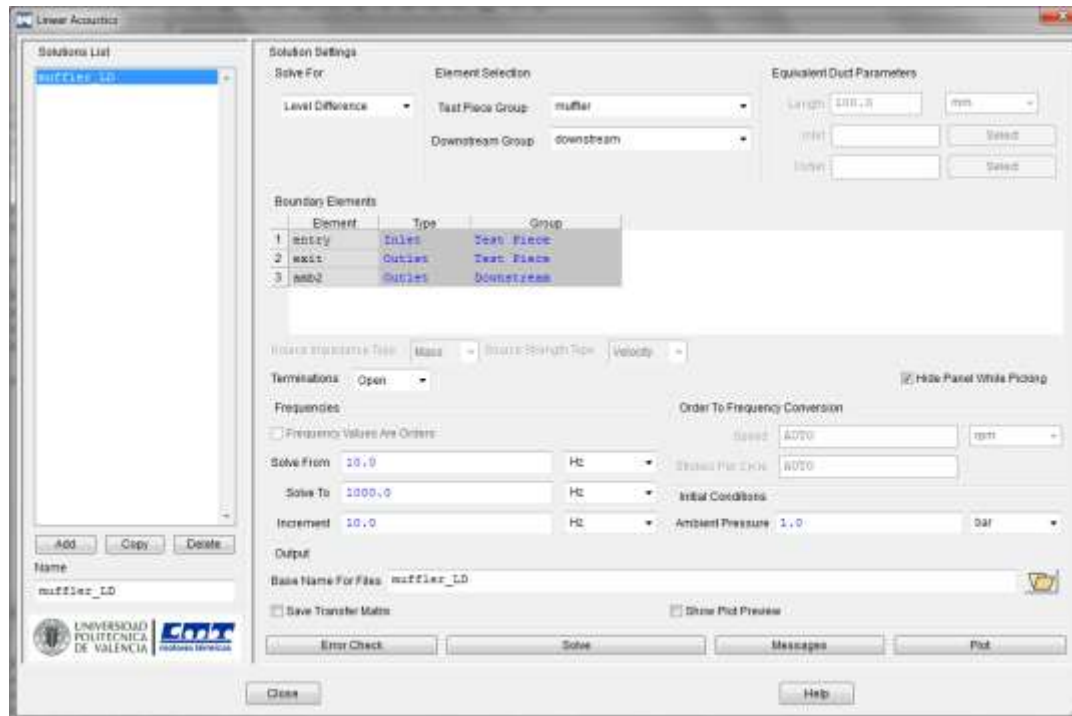 Linear Acoustics
Solutions List
muffler_LD
Add Copy Delete
Name
muffler_LD
UNIVERSIDAD
POLITECNICA
DE VALENCIA
CMT
motores térmicos
Solution Settings
Solve For Element Selection Equivalent Duct Parameters
Level Difference Test Piece Group muffler Length 100.0 mm
Downstream Group downstream Inlet Select
Outlet Select
Boundary Elements
Element Type Group
1 entry Inlet Test Piece
2 exit Outlet Test Piece
3 amb2 Outlet Downstream
Source Impedance Type Mass Source Strength Type Velocity
Terminations Open Hide Panel While Picking
Frequencies Order To Frequency Conversion
Frequency Values Are Orders Speed AUTO rpm
Solve From 10.0 Hz Strokes Per Cycle AUTO
Solve To 1000.0 Hz Initial Conditions
Increment 10.0 Hz Ambient Pressure 1.0 bar
Output
Base Name For Files muffler_LD
Save Transfer Matrix Show Plot Preview
Error Check Solve Messages Plot
Close Help